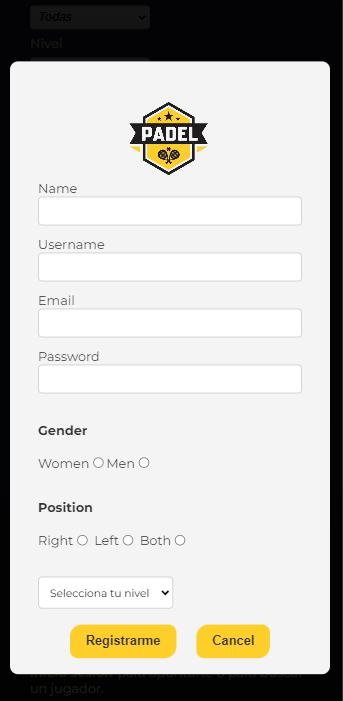 Todas
Nivel
PADEL
Name
Username
Email
Password
Gender
Women Men
Position
Right Left Both
Selecciona tu nivel
Registrarme Cancel
un jugador.